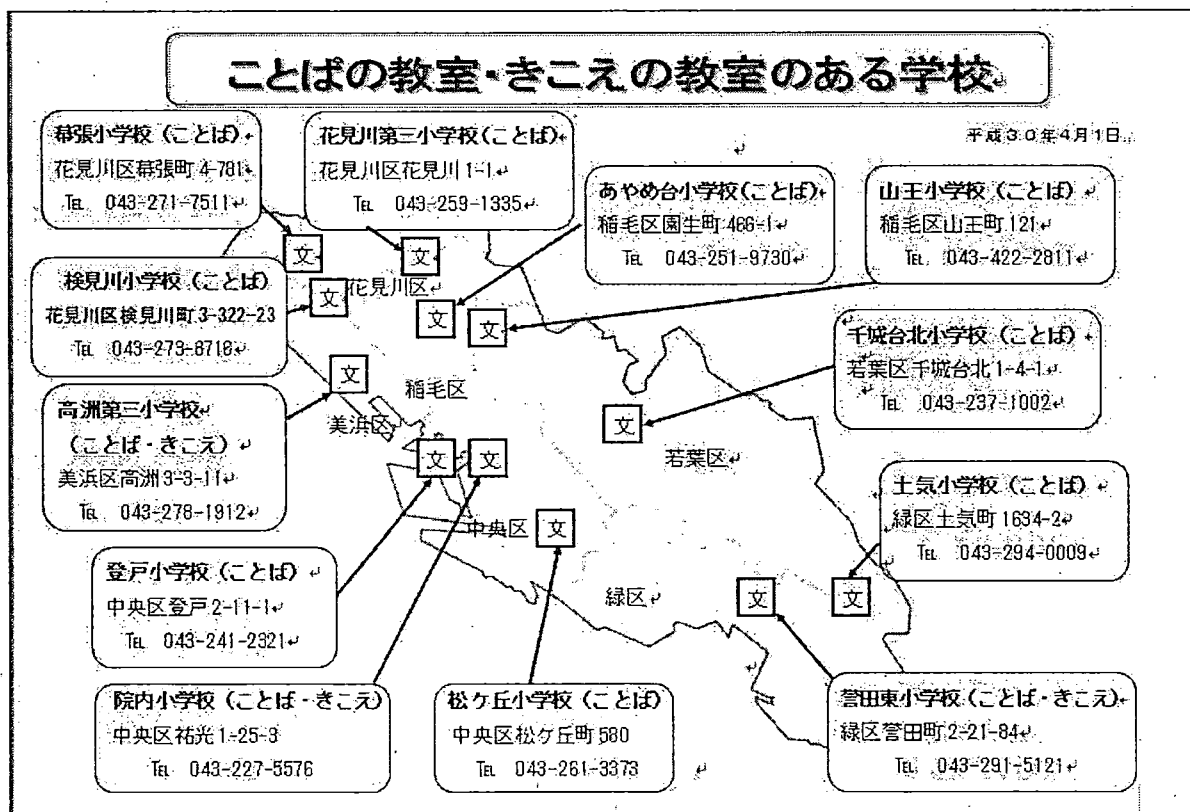 ことばの教室・きこえの教室のある学校
平成30年4月1日
幕張小学校（ことば）
花見川区幕張町 4-781
℡ 043-271-7511
花見川第三小学校（ことば）
花見川区花見川 1-1
℡ 043-259-1335
あやめ台小学校（ことば）
稲毛区園生町 466-1
℡ 043-251-9730
山王小学校（ことば）
稲毛区山王町 121
℡ 043-422-2811
検見川小学校（ことば）
花見川区検見川町 3-322-23
℡ 043-273-8718
千城台北小学校（ことば）
若葉区千城台北 1-4-1
℡ 043-237-1002
高洲第三小学校
（ことば・きこえ）
美浜区高洲 3-3-11
℡ 043-278-1912
土気小学校（ことば）
緑区土気町 1634-2
℡ 043-294-0009
登戸小学校（ことば）
中央区登戸 2-11-1
℡ 043-241-2321
院内小学校（ことば・きこえ）
中央区祐光 1-25-3
℡ 043-227-5576
松ケ丘小学校（ことば）
中央区松ケ丘町 580
℡ 043-261-3373
誉田東小学校（ことば・きこえ）
緑区誉田町 2-21-84
℡ 043-291-5121
文
文
花見川区
文
文
文
文
稲毛区
美浜区
文
若葉区
文
文
中央区
文
緑区
文
文